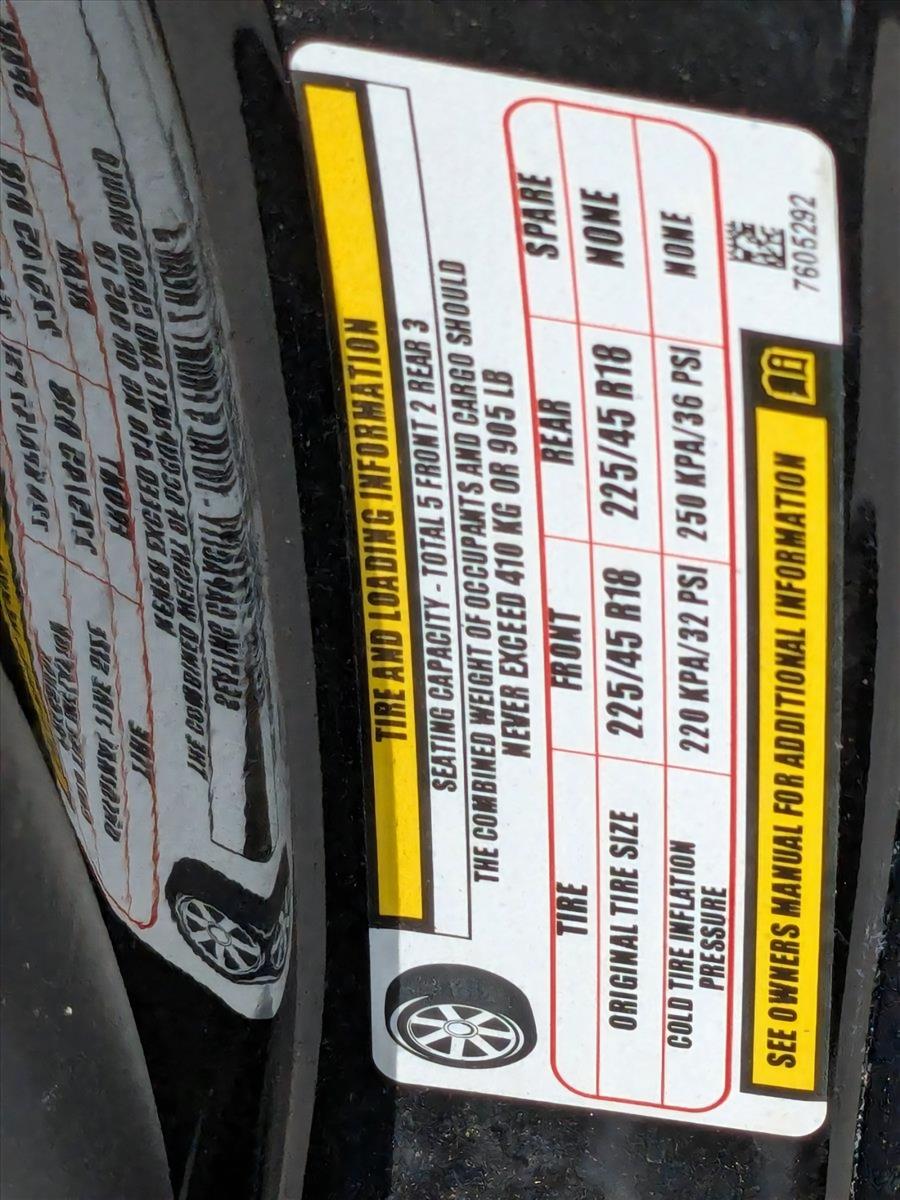 TIRE AND LOADING INFORMATION
SEATING CAPACITY - TOTAL 5 FRONT 2 REAR 3
THE COMBINED WEIGHT OF OCCUPANTS AND CARGO SHOULD
NEVER EXCEED 410 KG OR 905 LB
TIRE FRONT REAR SPARE
ORIGINAL TIRE SIZE 225/45 R18 225/45 R18 NONE
COLD TIRE INFLATION
PRESSURE 220 KPA/32 PSI 250 KPA/36 PSI NONE
SEE OWNERS MANUAL FOR ADDITIONAL INFORMATION
7605292